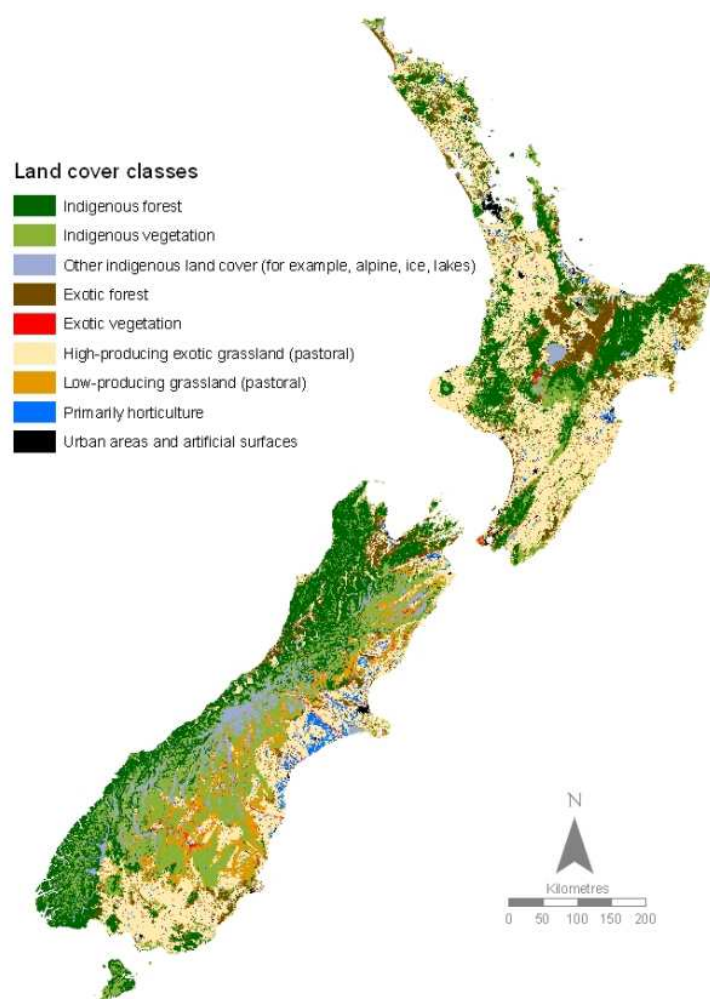 Land cover classes
Indigenous forest
Indigenous vegetation
Other indigenous land cover (for example, alpine, ice, lakes)
Exotic forest
Exotic vegetation
High-producing exotic grassland (pastoral)
Low-producing grassland (pastoral)
Primarily horticulture
Urban areas and artificial surfaces
N
Kilometres
0 50 100 150 200